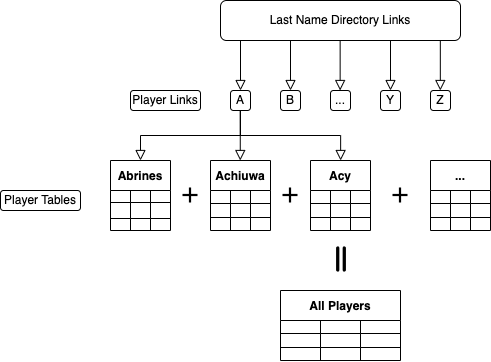 Last Name Directory Links
Player Links
A
B
...
Y
Z
Player Tables
Abrines
+
Achiuwa
+
Acy
+
...
=
All Players